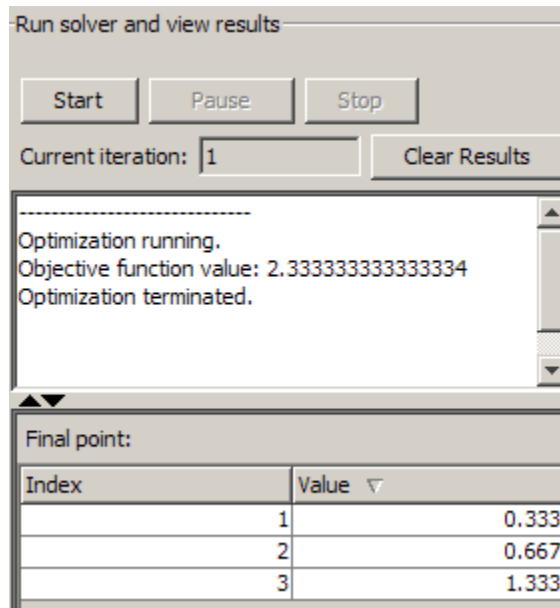 Run solver and view results
Start Pause Stop
Current iteration: 1 Clear Results
------------------------------
Optimization running.
Objective function value: 2.333333333333334
Optimization terminated.
Final point:
Index Value
1 0.333
2 0.667
3 1.333